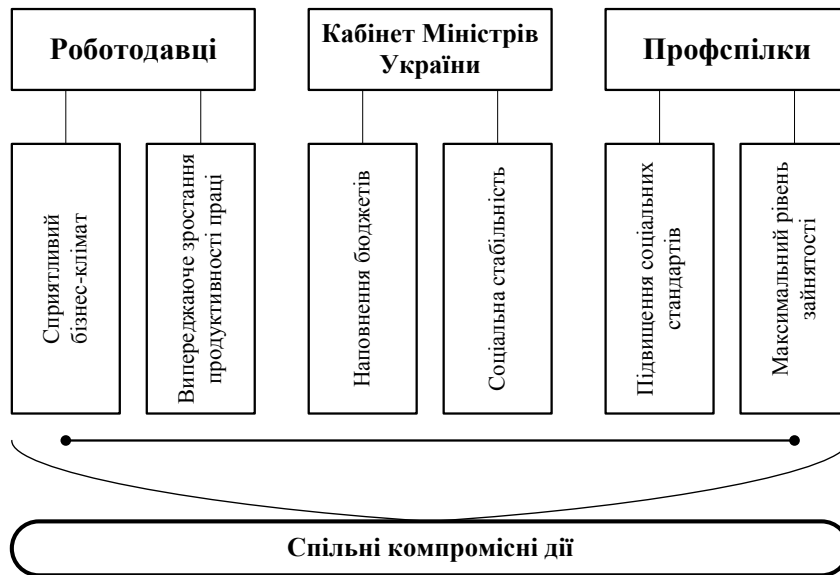 Роботодавці
Кабінет Міністрів
України
Профспілки
Сприятливий
бізнес-клімат
Випереджаюче зростання
продуктивності праці
Наповнення бюджетів
Соціальна стабільність
Підвищення соціальних
стандартів
Максимальний рівень
зайнятості
Спільні компромісні дії